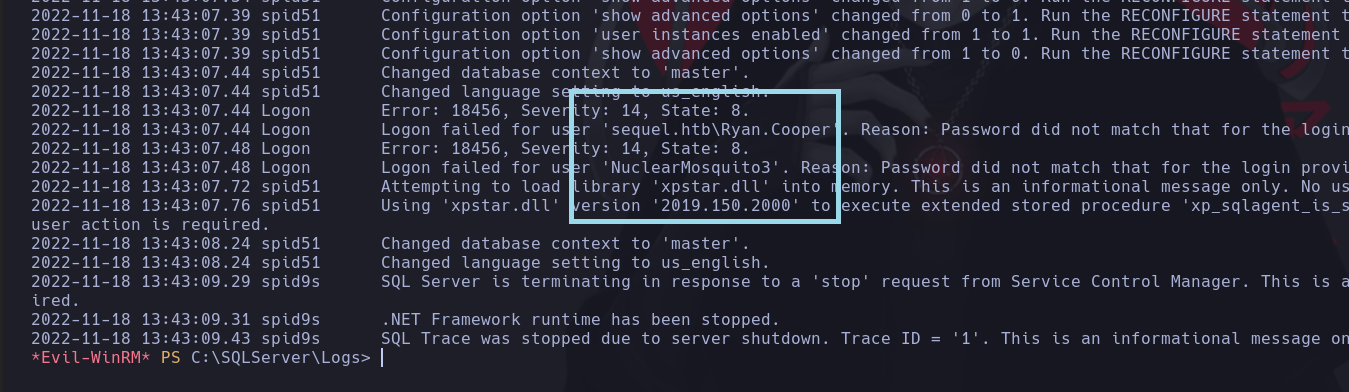 2022-11-18 13:43:07.39 spid51 Configuration option 'show advanced options' changed from 1 to 1. Run the RECONFIGURE statement t
2022-11-18 13:43:07.39 spid51 Configuration option 'user instances enabled' changed from 1 to 1. Run the RECONFIGURE statement
2022-11-18 13:43:07.39 spid51 Configuration option 'show advanced options' changed from 1 to 0. Run the RECONFIGURE statement t
2022-11-18 13:43:07.44 spid51 Changed database context to 'master'.
2022-11-18 13:43:07.44 spid51 Changed language setting to us_english.
2022-11-18 13:43:07.44 Logon Error: 18456, Severity: 14, State: 8.
2022-11-18 13:43:07.44 Logon Logon failed for user 'sequel.htb\Ryan.Cooper'. Reason: Password did not match that for the login
2022-11-18 13:43:07.48 Logon Error: 18456, Severity: 14, State: 8.
2022-11-18 13:43:07.48 Logon Logon failed for user 'NuclearMosquito3'. Reason: Password did not match that for the login provi
2022-11-18 13:43:07.72 spid51 Attempting to load library 'xpstar.dll' into memory. This is an informational message only. No us
2022-11-18 13:43:07.76 spid51 Using 'xpstar.dll' version '2019.150.2000' to execute extended stored procedure 'xp_sqlagent_is_s
user action is required.
2022-11-18 13:43:08.24 spid51 Changed database context to 'master'.
2022-11-18 13:43:08.24 spid51 Changed language setting to us_english.
2022-11-18 13:43:09.29 spid9s SQL Server is terminating in response to a 'stop' request from Service Control Manager. This is a
ired.
2022-11-18 13:43:09.31 spid9s .NET Framework runtime has been stopped.
2022-11-18 13:43:09.43 spid9s SQL Trace was stopped due to server shutdown. Trace ID = '1'. This is an informational message on
*Evil-WinRM* PS C:\SQLServer\Logs>